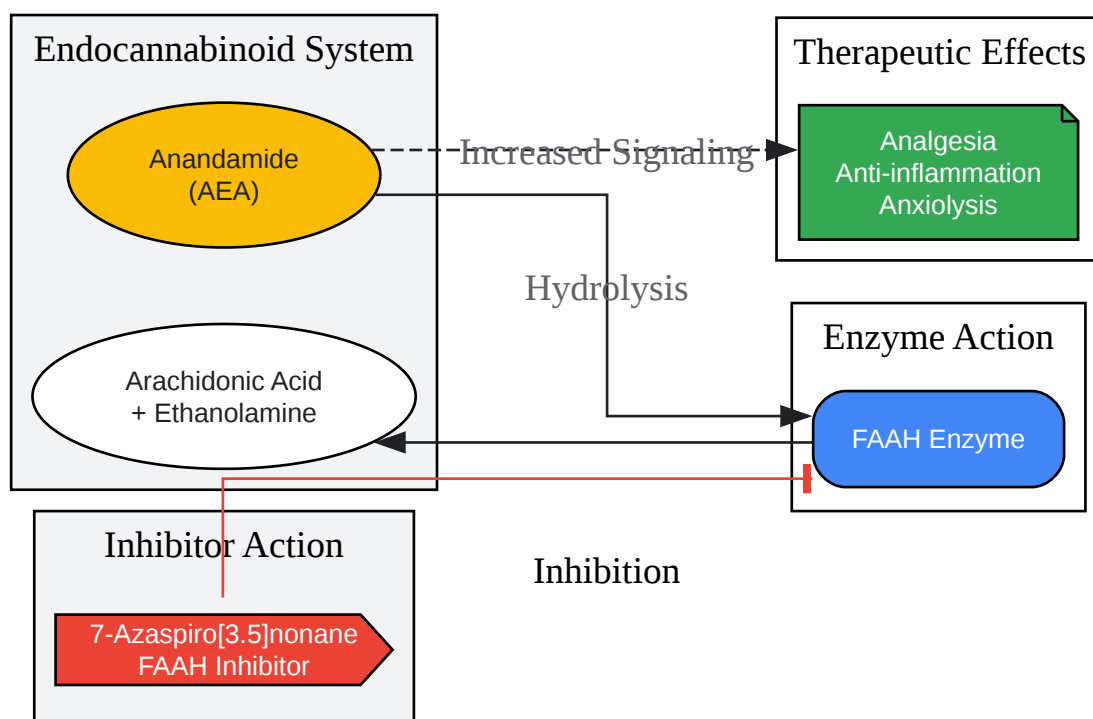 Endocannabinoid System
Anandamide
(AEA)
Arachidonic Acid
+ Ethanolamine
Increased Signaling
Hydrolysis
Therapeutic Effects
Analgesia
Anti-inflammation
Anxiolysis
Enzyme Action
FAAH Enzyme
Inhibitor Action
7-Azaspiro[3.5]nonane
FAAH Inhibitor
Inhibition